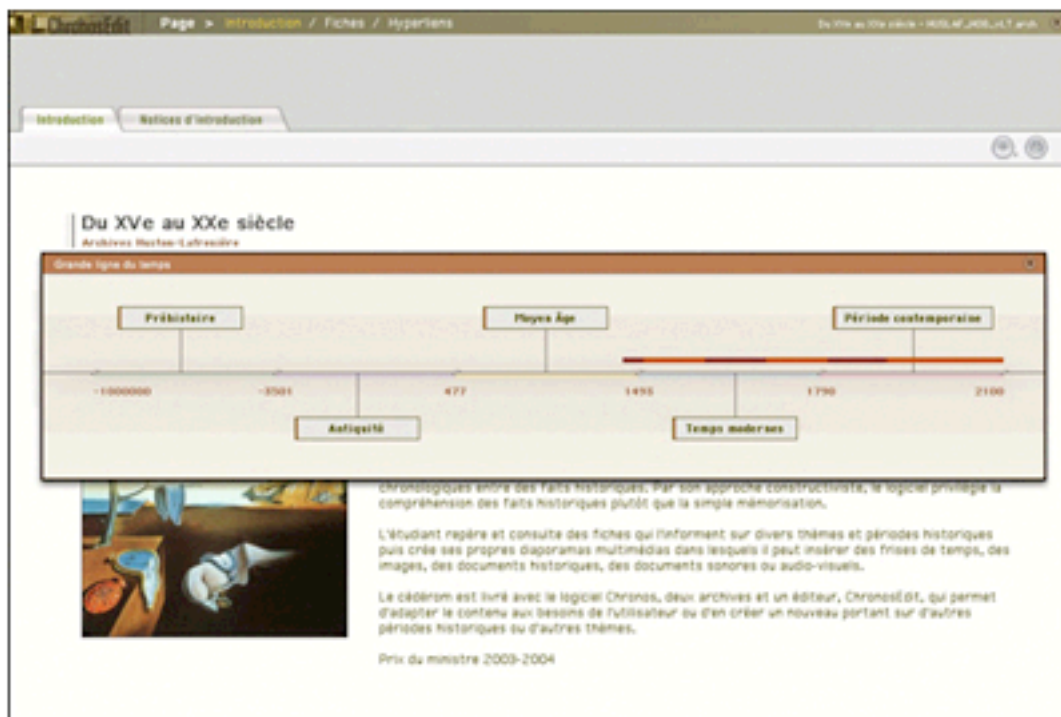 ChronosEdit
Page > Introduction / Fiches / Hyperliens
Du XVe au XXe siècle -
Introduction
Notices d'introduction
Du XVe au XXe siècle
Archives
Grande ligne du temps
Préhistoire
Moyen Âge
Période contemporaine
-1000000
-3501
477
1493
1790
2100
Antiquité
Temps modernes
chronologiques entre des faits historiques. Par son approche constructiviste, le logiciel privilégie la
compréhension des faits historiques plutôt que la simple mémorisation.
L'étudiant repère et consulte des fiches qui l'informent sur divers thèmes et périodes historiques
puis crée ses propres diaporamas multimédias dans lesquels il peut insérer des frises de temps, des
images, des documents historiques, des documents sonores ou audio-visuels.
Le cédérom est livré avec le logiciel Chronos, deux archives et un éditeur, ChronosEdit, qui permet
d'adapter le contenu aux besoins de l'utilisateur ou d'en créer un nouveau portant sur d'autres
périodes historiques ou d'autres thèmes.
Prix du ministre 2003-2004